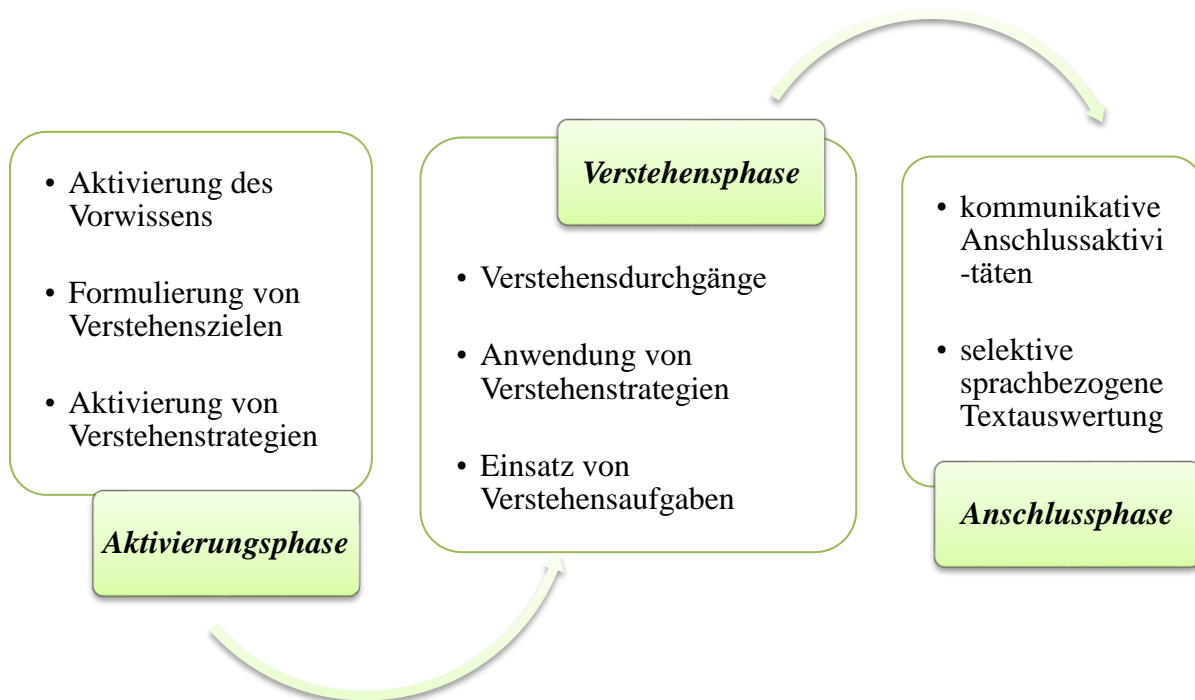 • Aktivierung des
Vorwissens
• Formulierung von
Verstehenszielen
• Aktivierung von
Verstehenstrategien
Aktivierungsphase
Verstehensphase
• Verstehensdurchgänge
• Anwendung von
Verstehenstrategien
• Einsatz von
Verstehensaufgaben
• kommunikative
Anschlussaktivi
-täten
• selektive
sprachbezogene
Textauswertung
Anschlussphase